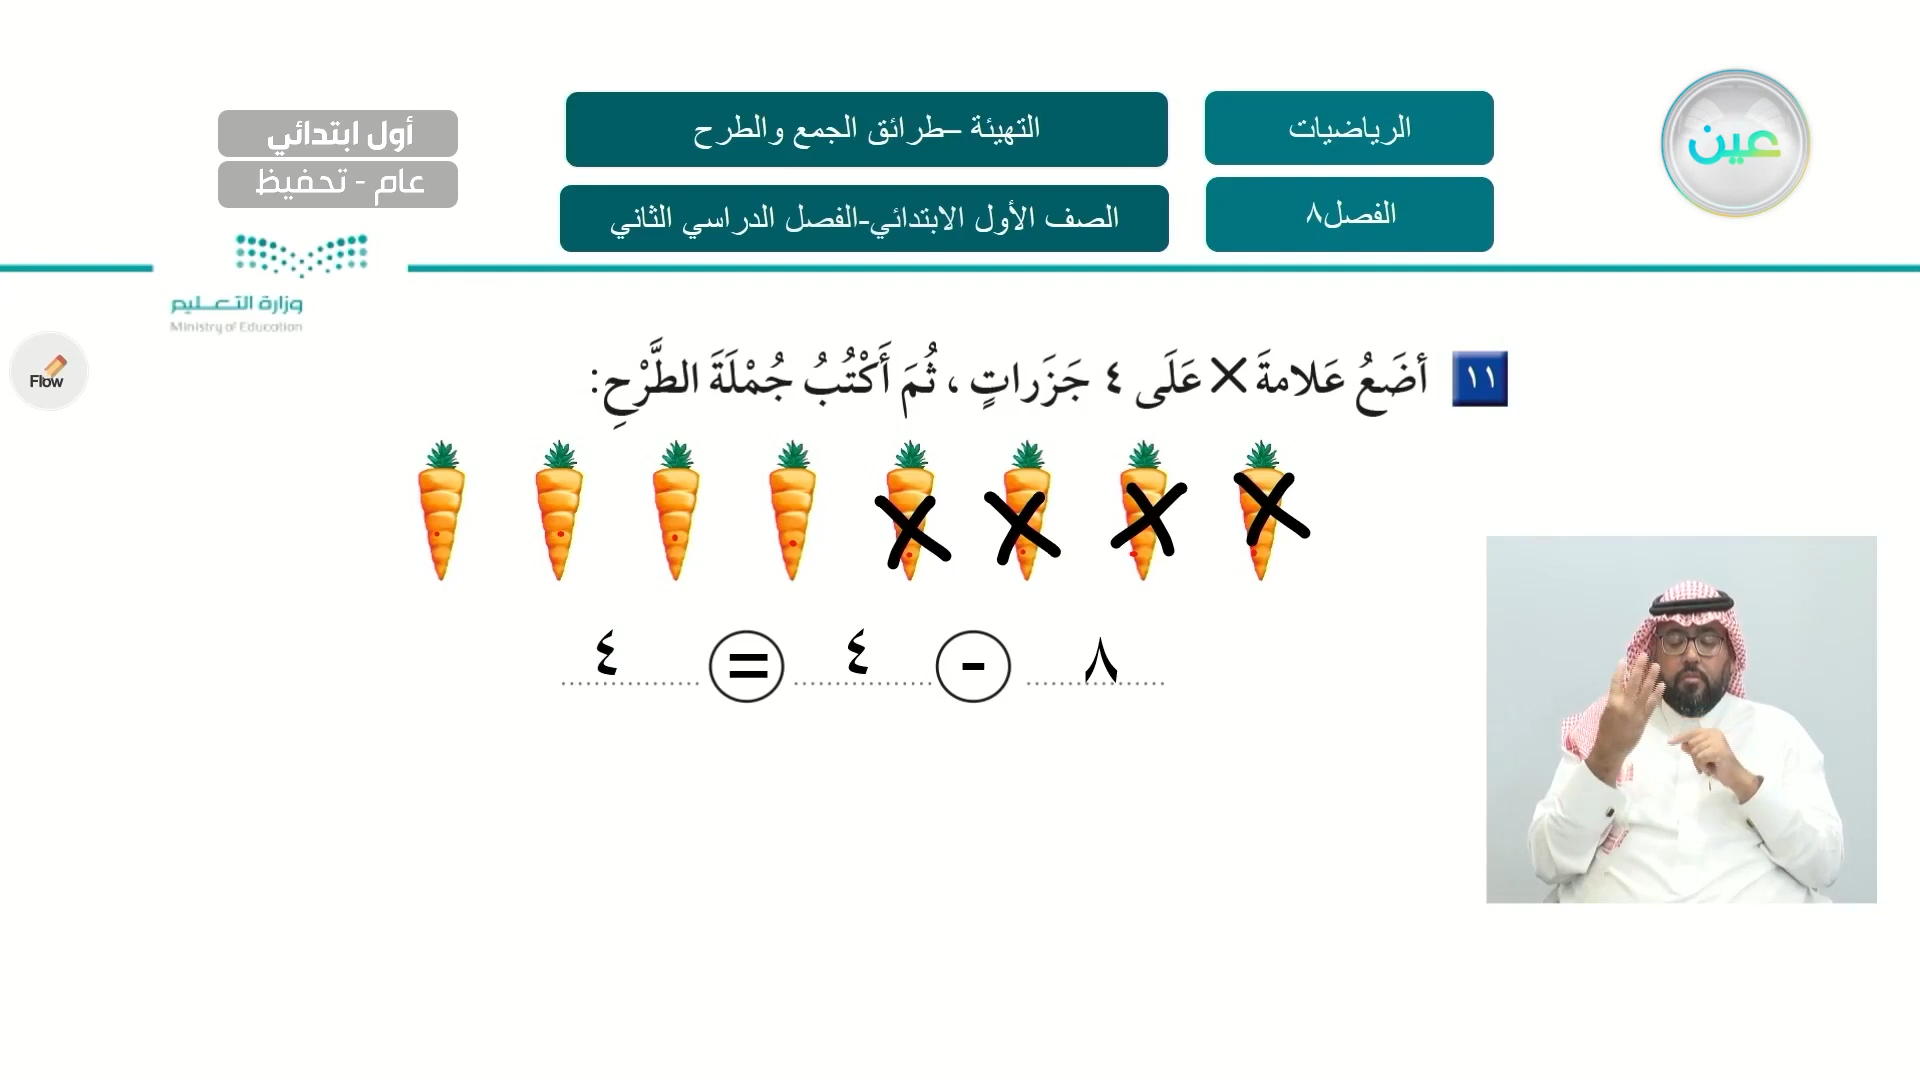 عين
الرياضيات
التهيئة –طرائق الجمع والطرح
أول ابتدائي
الفصل٨
الصف الأول الابتدائي-الفصل الدراسي الثاني
عام - تحفيظ
وزارة التعليم
Ministry of Education
Flow
١١ أَضَعُ عَلامةَ × عَلَى ٤ جَزَراتٍ ، ثُمَ أَكْتُبُ جُمْلَةَ الطَّرْحِ:
٨ - ٤ = ٤